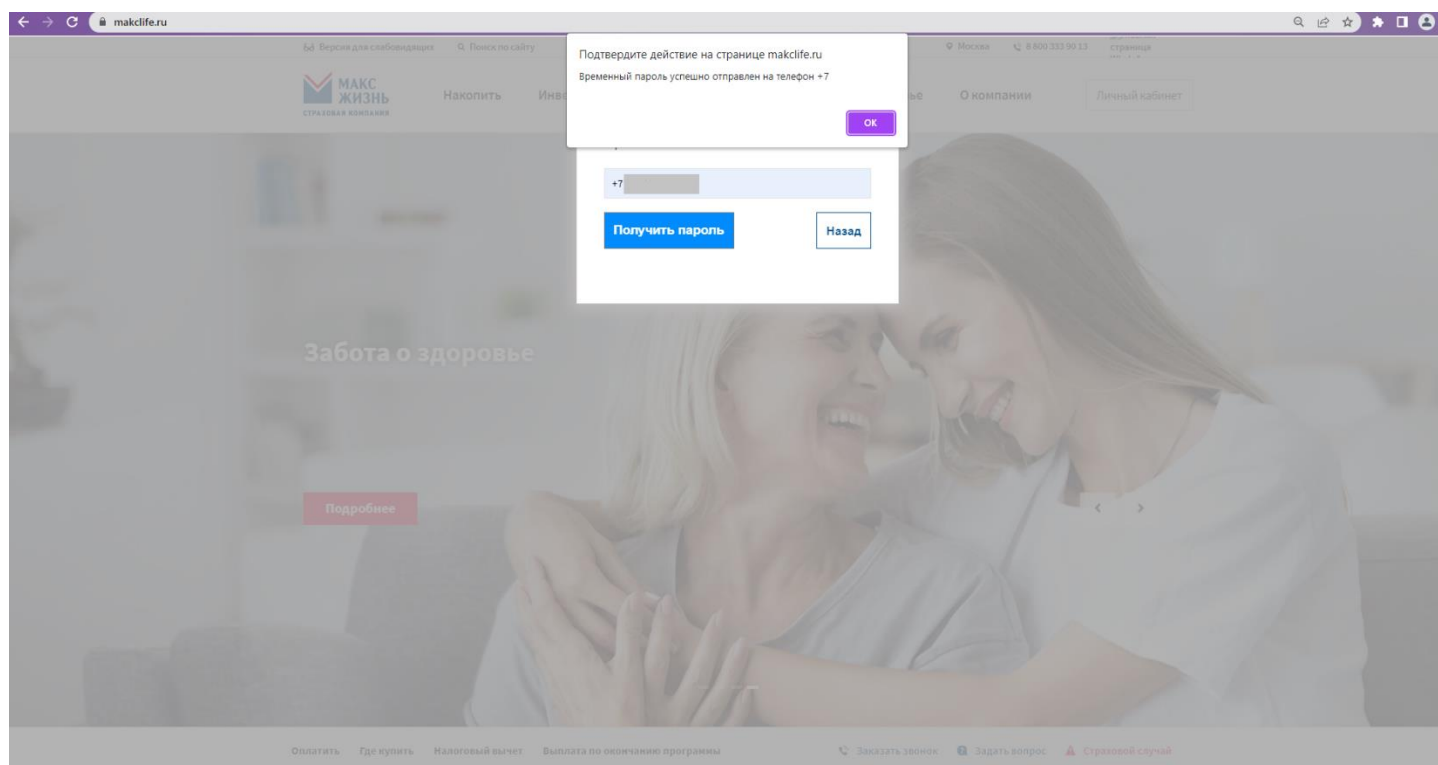 makclife.ru
Версия для слабовидящих Поиск по сайту
Москва 8 800 333 90 13
страница
Подтвердите действие на странице makclife.ru
Временный пароль успешно отправлен на телефон +7
OK
МАКС
ЖИЗНЬ
СТРАХОВАЯ КОМПАНИЯ
Накопить
О компании
Личный кабинет
+7
Получить пароль
Назад
Забота о здоровье
Подробнее
Оплатить Где купить Налоговый вычет Выплата по окончанию программы Заказать звонок Задать вопрос Страховой случай